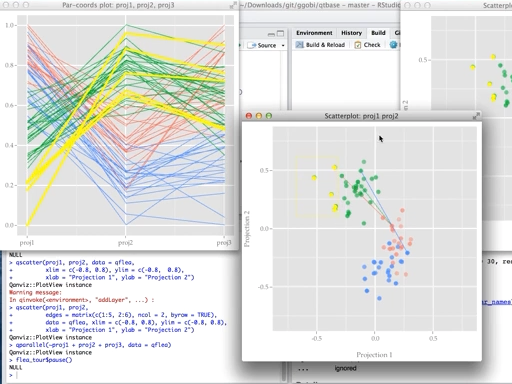 Par-coords plot: proj1, proj2, proj3
~/Downloads/git/ggobi/qtbase - master - RStudio
Scatterplot
Source
Environment History Build
Build & Reload Check
1.0
0.8
0.6
0.4
0.2
0.0
proj1 proj2 proj3
0.5
Scatterplot: proj1 proj2
0.5
0.0
-0.5
Projection 2
0.0 0.5
Projection 1
NULL
> qscatter(proj1, proj2, data = qflea,
+ xlim = c(-0.8, 0.8), ylim = c(-0.8, 0.8),
+ xlab = "Projection 1", ylab = "Projection 2")
Qanviz::PlotView instance
Warning message:
In qinvoke(<environment>, "addLayer", ...) :
> qscatter(proj1, proj2,
+ edges = matrix(c(1:5, 2:6), ncol = 2, byrow = TRUE),
+ data = qflea, xlim = c(-0.8, 0.8), ylim = c(-0.8, 0.8),
+ xlab = "Projection 1", ylab = "Projection 2")
Qanviz::PlotView instance
> qparallel(~proj1 + proj2 + proj3, data = qflea)
Qanviz::PlotView instance
> flea_tour$pause()
NULL
>
30,
... ignored